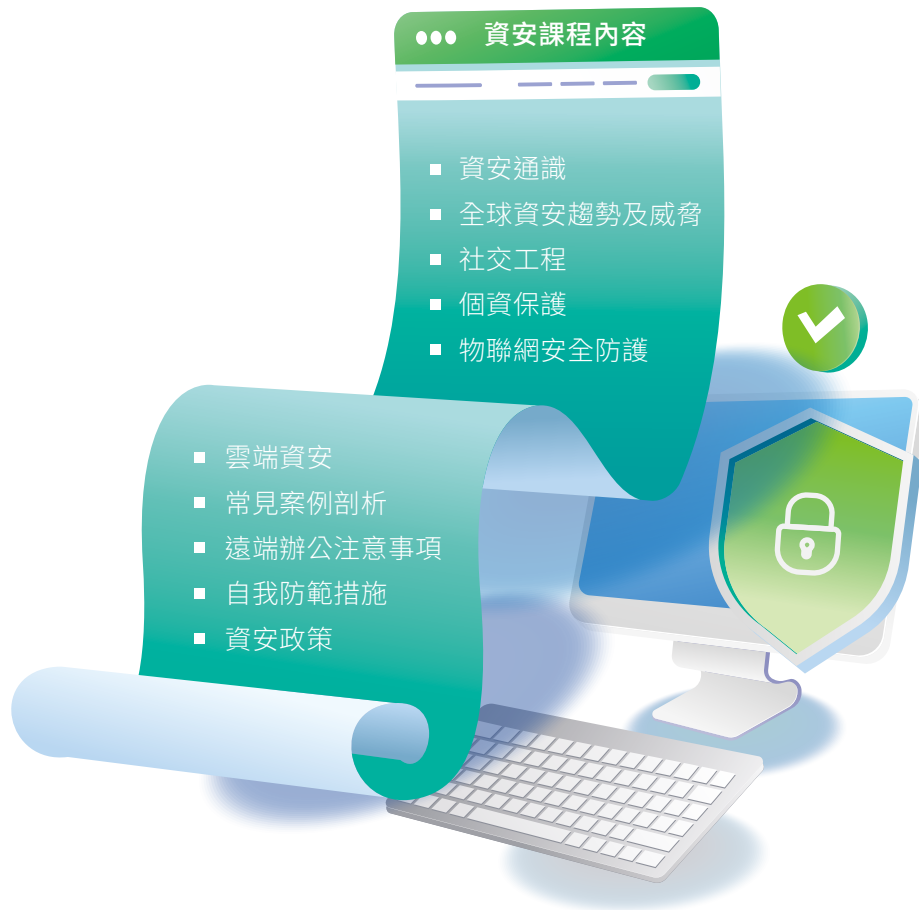 資安課程內容
資安通識
全球資安趨勢及威脅
社交工程
個資保護
物聯網安全防護
雲端資安
常見案例剖析
遠端辦公注意事項
自我防範措施
資安政策